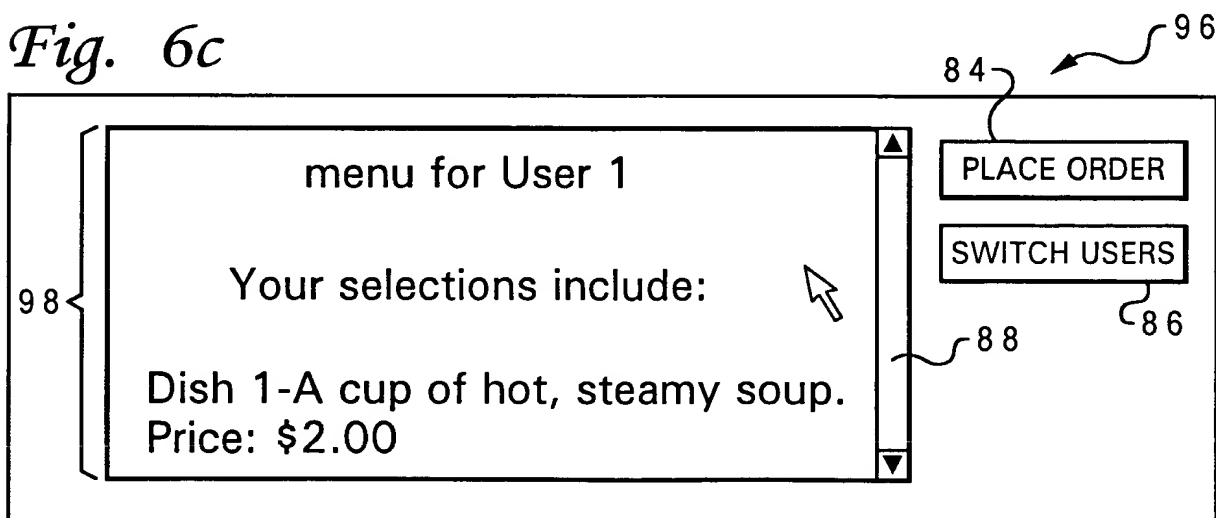 Fig. 6c
96
84
menu for User 1
PLACE ORDER
SWITCH USERS
Your selections include:
98
86
88
Dish 1-A cup of hot, steamy soup.
Price: $2.00